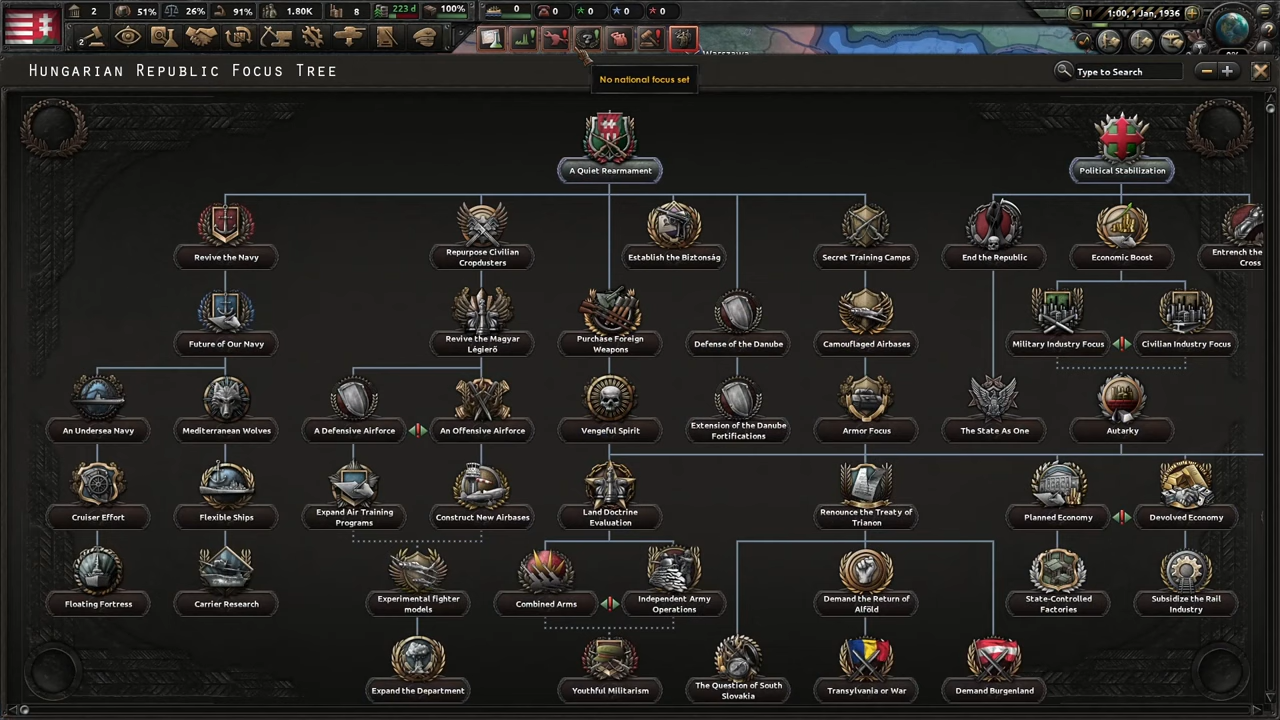 2 51% 26% 91% 1.80K 8 223 d 100% 0 0 0 0 0 1:00, 1 Jan, 1936
2
Warszawa
0%
Hungarian Republic Focus Tree
Type to Search
No national focus set
A Quiet Rearmament
Political Stabilization
Revive the Navy
Repurpose Civilian
Cropdusters
Establish the Biztonság
Secret Training Camps
End the Republic
Economic Boost
Entrench the
Cross
Future of Our Navy
Revive the Magyar
Légierő
Purchase Foreign
Weapons
Defense of the Danube
Camouflaged Airbases
Military Industry Focus
Civilian Industry Focus
An Undersea Navy
Mediterranean Wolves
A Defensive Airforce
An Offensive Airforce
Vengeful Spirit
Extension of the Danube
Fortifications
Armor Focus
The State As One
Autarky
Cruiser Effort
Flexible Ships
Expand Air Training
Programs
Construct New Airbases
Land Doctrine
Evaluation
Renounce the Treaty of
Trianon
Planned Economy
Devolved Economy
Floating Fortress
Carrier Research
Experimental fighter
models
Combined Arms
Independent Army
Operations
Demand the Return of
Alföld
State-Controlled
Factories
Subsidize the Rail
Industry
Expand the Department
Youthful Militarism
The Question of South
Slovakia
Transylvania or War
Demand Burgenland